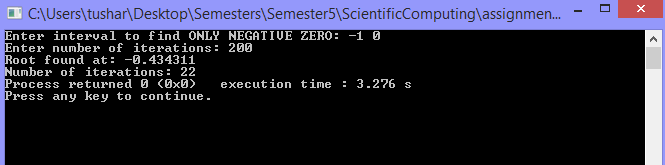 C:\Users\tushar\Desktop\Semesters\Semester5\ScientificComputing\assignmen...
Enter interval to find ONLY NEGATIVE ZERO: -1 0
Enter number of iterations: 200
Root found at: -0.434311
Number of iterations: 22
Process returned 0 (0x0)   execution time : 3.276 s
Press any key to continue.